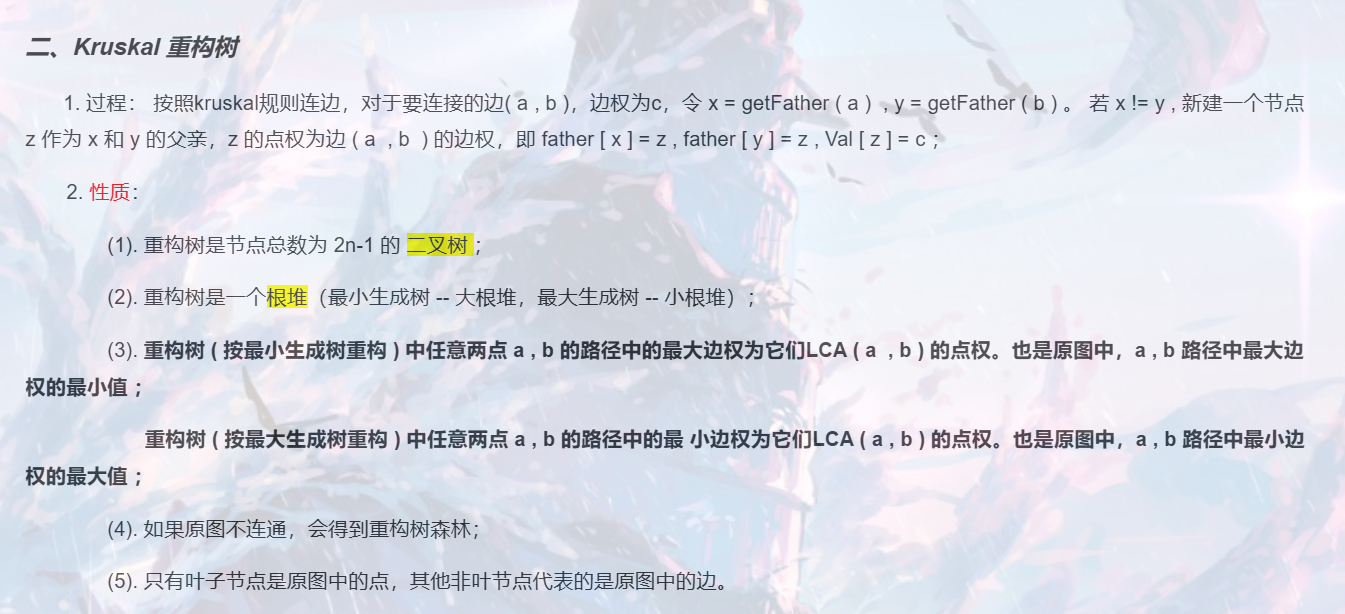 二、Kruskal 重构树
1. 过程： 按照kruskal规则连边，对于要连接的边( a , b )，边权为c，令 x = getFather ( a ) , y = getFather ( b ) 。 若 x != y , 新建一个节点
z 作为 x 和 y 的父亲，z 的点权为边 ( a , b ) 的边权，即 father [ x ] = z , father [ y ] = z , Val [ z ] = c ；
2. 性质：
(1). 重构树是节点总数为 2n-1 的 二叉树 ；
(2). 重构树是一个根堆（最小生成树 -- 大根堆，最大生成树 -- 小根堆）；
(3). 重构树 ( 按最小生成树重构 ) 中任意两点 a , b 的路径中的最大边权为它们LCA ( a , b ) 的点权。也是原图中，a , b 路径中最大边
权的最小值 ；
重构树 ( 按最大生成树重构 ) 中任意两点 a , b 的路径中的最 小边权为它们LCA ( a , b ) 的点权。也是原图中，a , b 路径中最小边
权的最大值 ；
(4). 如果原图不连通，会得到重构树森林；
(5). 只有叶子节点是原图中的点，其他非叶节点代表的是原图中的边。